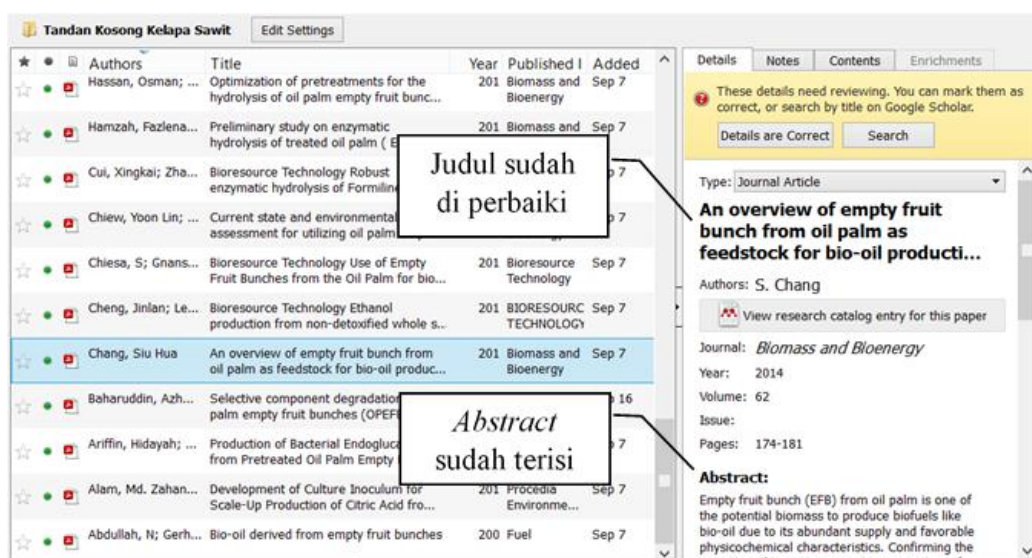 Tandan Kosong Kelapa Sawit Edit Settings
Authors Title Year Published I Added
Hassan, Osman; ... Optimization of pretreatments for the 201 Biomass and Sep 7
hydrolysis of oil palm empty fruit bunc... Bioenergy
Hamzah, Fazlena... Preliminary study on enzymatic 201 Biomass and Sep 7
hydrolysis of treated oil palm ( E
Cui, Xingkai; Zha... Bioresource Technology Robust 7
enzymatic hydrolysis of Formiline
Chiew, Yoon Lin; ... Current state and environmental 7
assessment for utilizing oil palm
Chiesa, S; Gnans... Bioresource Technology Use of Empty 201 Bioresource Sep 7
Fruit Bunches from the Oil Palm for bio... Technology
Cheng, Jinlan; Le... Bioresource Technology Ethanol 201 BIORESOURC Sep 7
production from non-detoxified whole s... TECHNOLOGY
Chang, Siu Hua An overview of empty fruit bunch from 201 Biomass and Sep 7
oil palm as feedstock for bio-oil produc... Bioenergy
Baharuddin, Azh... Selective component degradation 16
palm empty fruit bunches (OPEFB
Ariffin, Hidayah; ... Production of Bacterial Endogluca 7
from Pretreated Oil Palm Empty
Alam, Md. Zahan... Development of Culture Inoculum for 201 Procedia Sep 7
Scale-Up Production of Citric Acid fro... Environme...
Abdullah, N; Gerh... Bio-oil derived from empty fruit bunches 200 Fuel Sep 7
Judul sudah
di perbaiki
Abstract
sudah terisi
Details Notes Contents Enrichments
These details need reviewing. You can mark them as
correct, or search by title on Google Scholar.
Details are Correct Search
Type: Journal Article
An overview of empty fruit
bunch from oil palm as
feedstock for bio-oil producti...
Authors: S. Chang
View research catalog entry for this paper
Journal: Biomass and Bioenergy
Year: 2014
Volume: 62
Issue:
Pages: 174-181
Abstract:
Empty fruit bunch (EFB) from oil palm is one of
the potential biomass to produce biofuels like
bio-oil due to its abundant supply and favorable
physicochemical characteristics. Confirming the